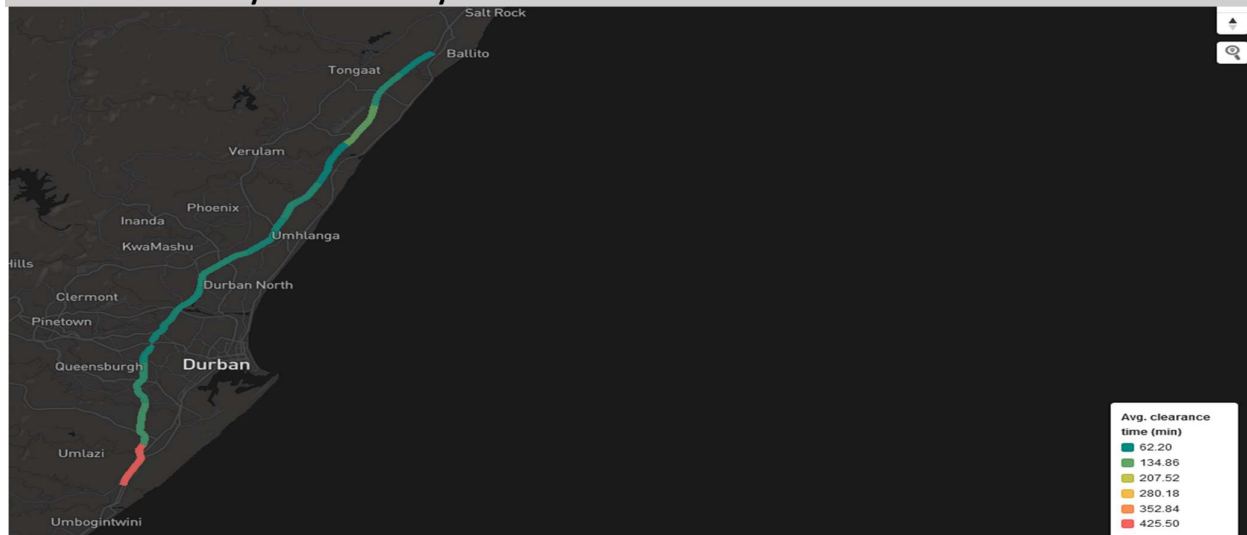 Salt Rock
Ballito
Tongaat
Verulam
Phoenix
Inanda
Umhlanga
KwaMashu
Hills
Durban North
Clermont
Pinetown
Queensburgh
Durban
Umlazi
Umbogintwini
Avg. clearance
time (min)
62.20
134.86
207.52
280.18
352.84
425.50